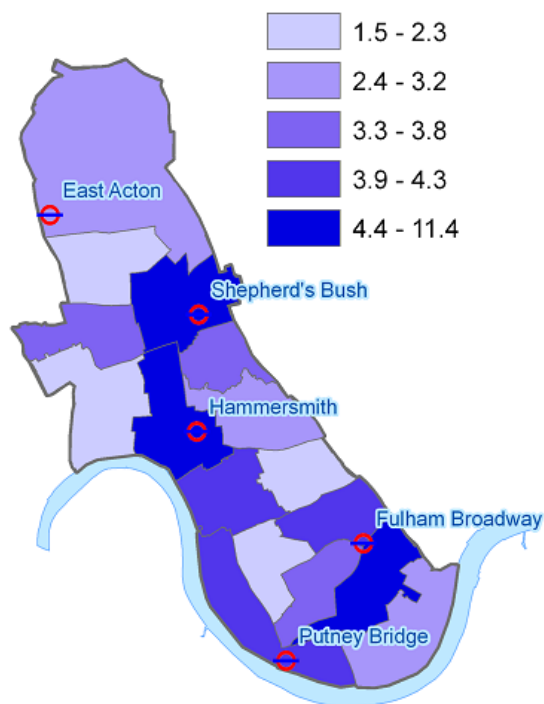 1.5 - 2.3
2.4 - 3.2
3.3 - 3.8
3.9 - 4.3
4.4 - 11.4
East Acton
Shepherd's Bush
Hammersmith
Fulham Broadway
Putney Bridge